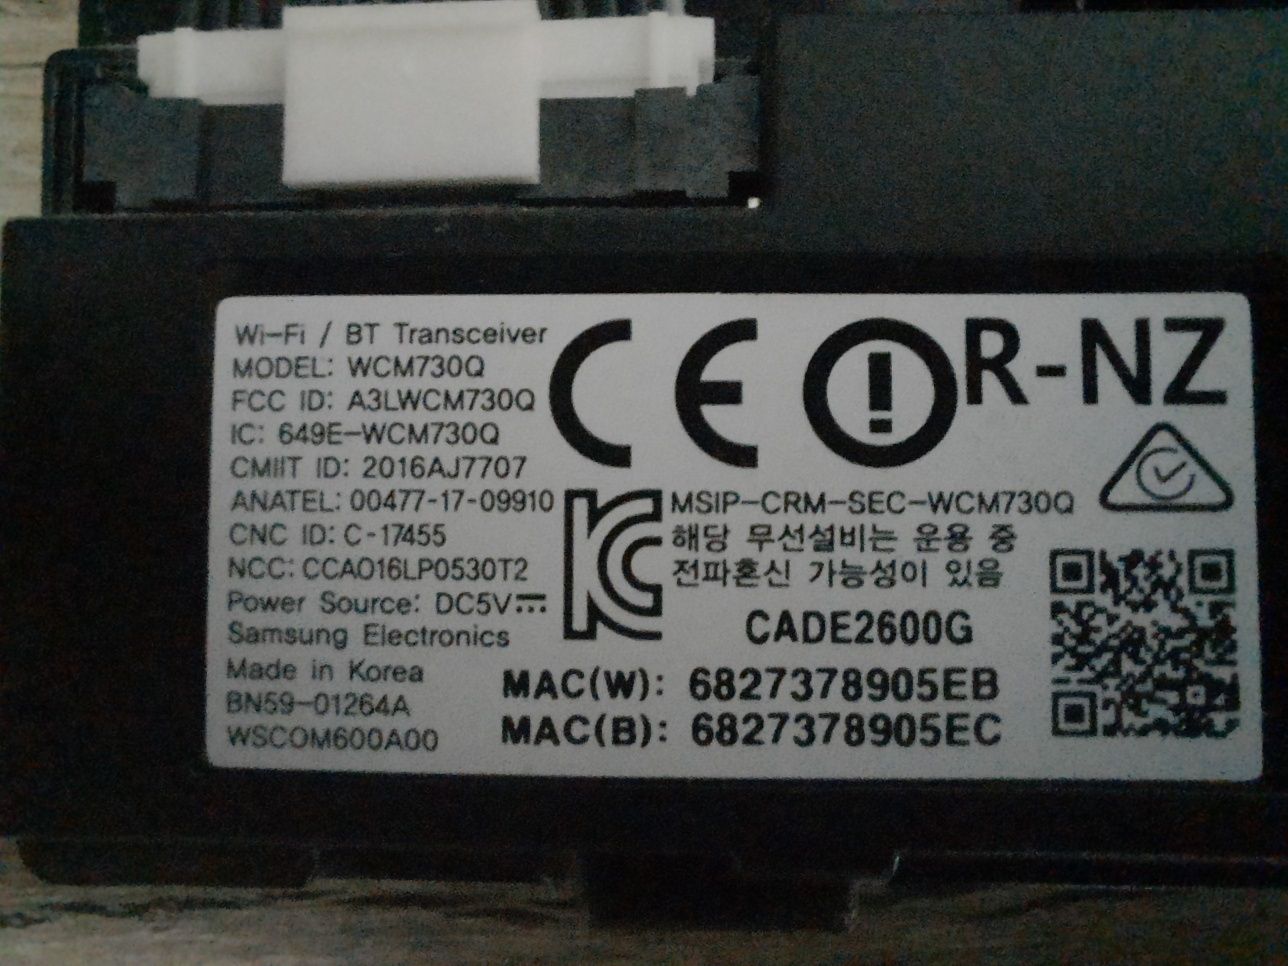 Wi-Fi / BT Transceiver
MODEL: WCM730Q
FCC ID: A3LWCM730Q
IC: 649E-WCM730Q
CMIIT ID: 2016AJ7707
ANATEL: 00477-17-09910
CNC ID: C-17455
NCC: CCAO16LP0530T2
Power Source: DC5V⎓
Samsung Electronics
Made in Korea
BN59-01264A
WSCOM600A00
CE
R-NZ
KC
MSIP-CRM-SEC-WCM730Q
해당 무선설비는 운용 중
전파혼신 가능성이 있음
CADE2600G
MAC(W): 6827378905EB
MAC(B): 6827378905EC